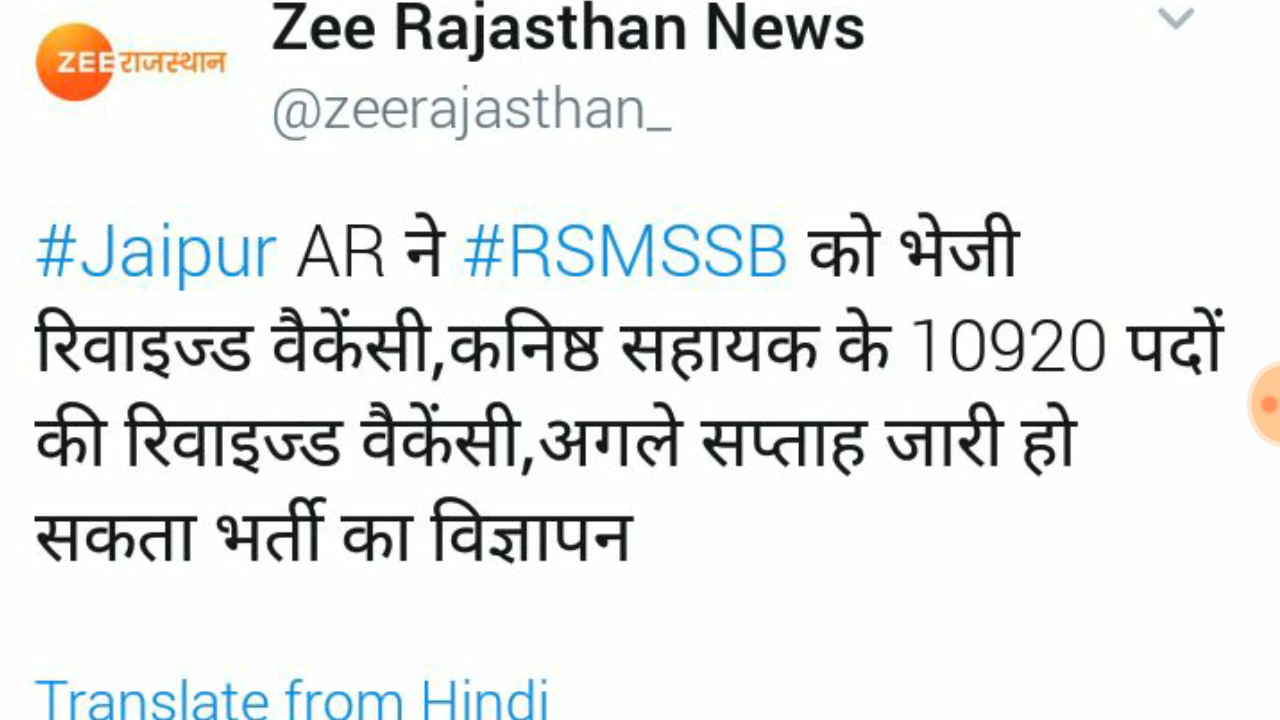 Zee Rajasthan News
ZEEराजस्थान
@zeerajasthan_
#Jaipur AR ने #RSMSSB को भेजी
रिवाइज्ड वैकेंसी,कनिष्ठ सहायक के 10920 पदों
की रिवाइज्ड वैकेंसी,अगले सप्ताह जारी हो
सकता भर्ती का विज्ञापन
Translate from Hindi